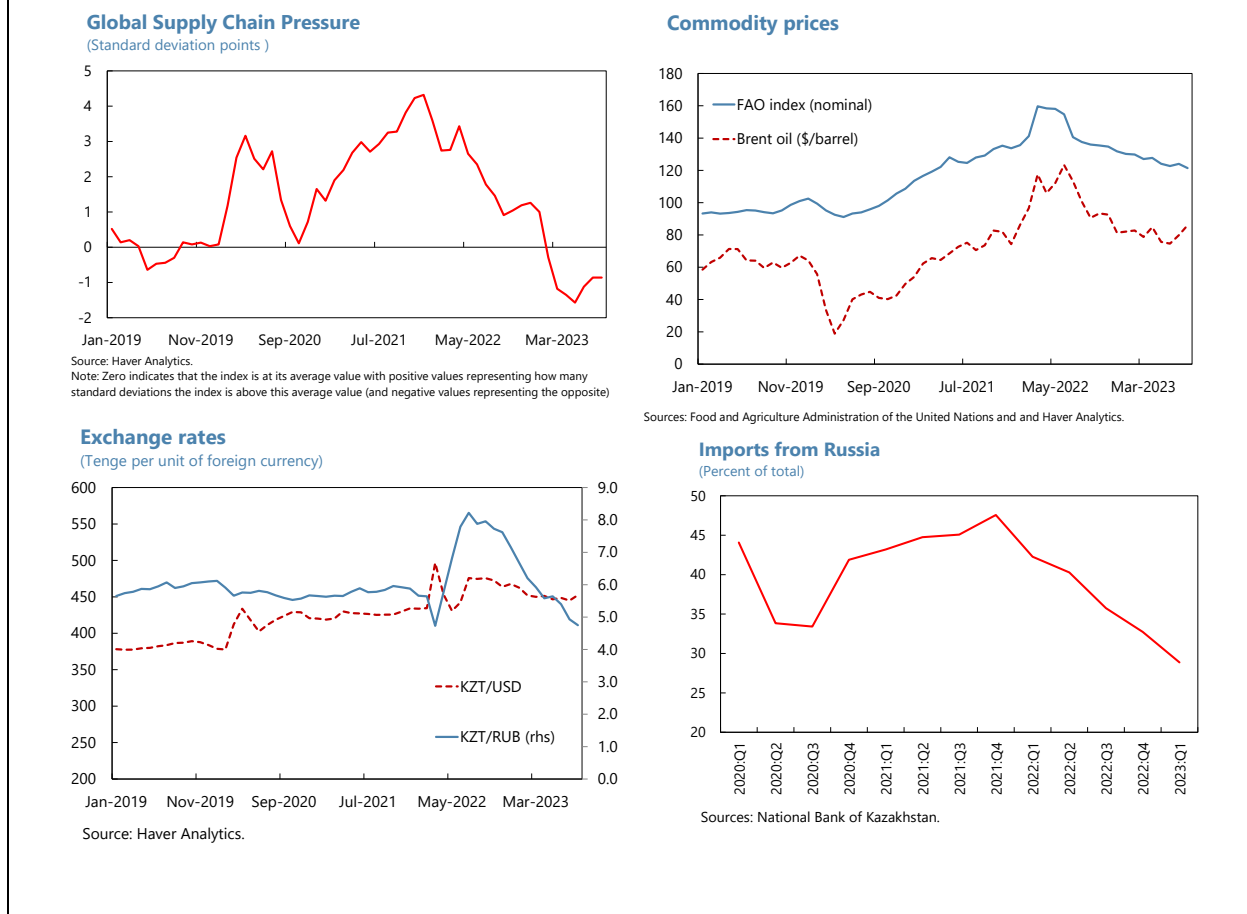 Global Supply Chain Pressure
(Standard deviation points )
5
4
3
2
1
0
-1
-2
Jan-2019 Nov-2019 Sep-2020 Jul-2021 May-2022 Mar-2023
Source: Haver Analytics.
Note: Zero indicates that the index is at its average value with positive values representing how many
standard deviations the index is above this average value (and negative values representing the opposite)
Commodity prices
180
160
140
120
100
80
60
40
20
0
FAO index (nominal)
Brent oil ($/barrel)
Jan-2019 Nov-2019 Sep-2020 Jul-2021 May-2022 Mar-2023
Sources: Food and Agriculture Administration of the United Nations and and Haver Analytics.
Exchange rates
(Tenge per unit of foreign currency)
600
550
500
450
400
350
300
250
200
9.0
8.0
7.0
6.0
5.0
4.0
3.0
2.0
1.0
0.0
KZT/USD
KZT/RUB (rhs)
Jan-2019 Nov-2019 Sep-2020 Jul-2021 May-2022 Mar-2023
Source: Haver Analytics.
Imports from Russia
(Percent of total)
50
45
40
35
30
25
20
2020:Q1
2020:Q2
2020:Q3
2020:Q4
2021:Q1
2021:Q2
2021:Q3
2021:Q4
2022:Q1
2022:Q2
2022:Q3
2022:Q4
2023:Q1
Sources: National Bank of Kazakhstan.